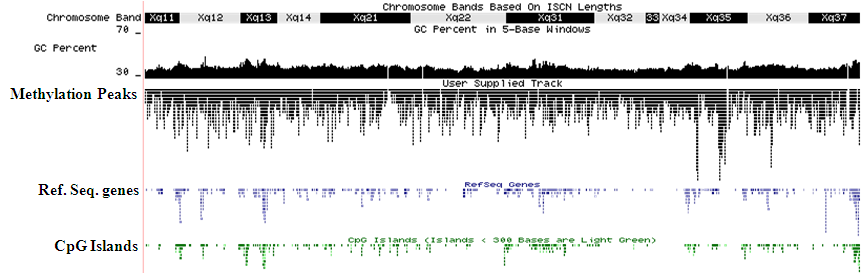 Chromosome Bands Based On ISCN Lengths
Chromosome Band Xq11 Xq12 Xq13 Xq14 Xq21 Xq22 Xq31 Xq32 33 Xq34 Xq35 Xq36 Xq37
70 _ GC Percent in 5-Base Windows
GC Percent
30 _
User Supplied Track
Methylation Peaks
RefSeq Genes
Ref. Seq. genes
CpG Islands (Islands < 300 Bases are Light Green)
CpG Islands